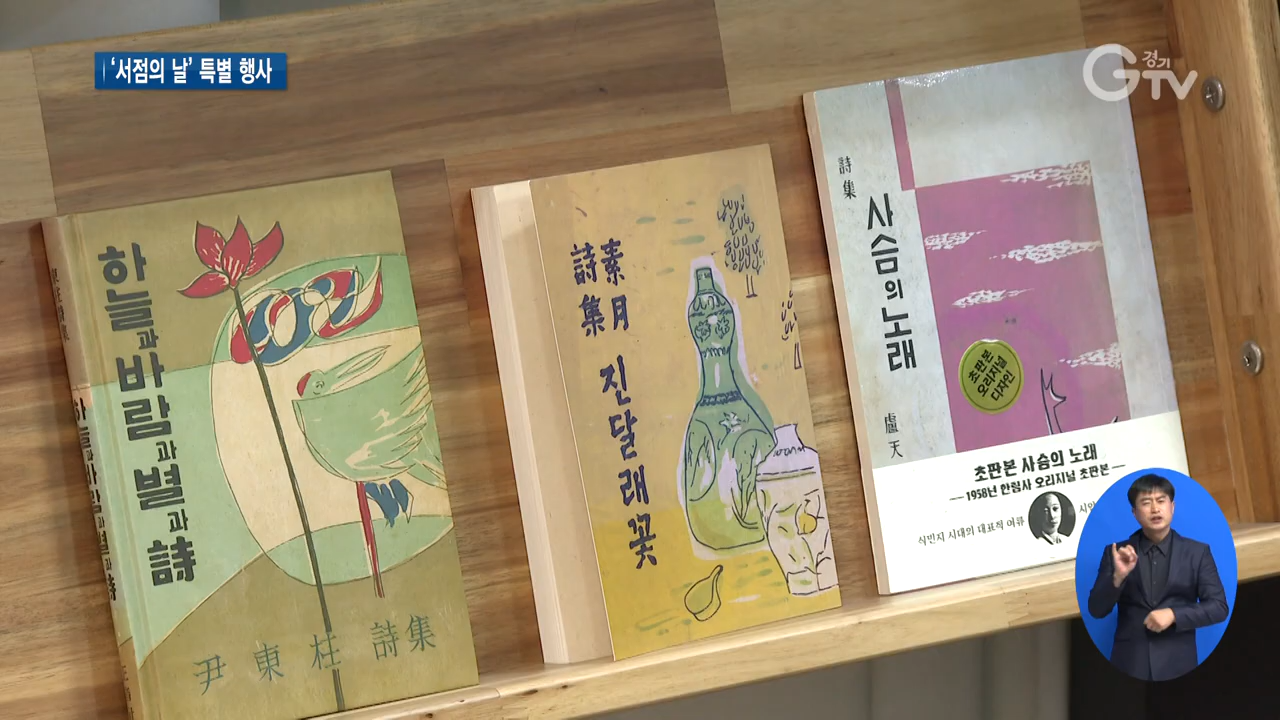 ‘서점의 날’ 특별 행사
경기
GTV
하늘과 바람과 별과 詩
尹東柱 詩集
하늘과 바람과 별과 詩
素月
詩集
진달래꽃
詩集
사슴의 노래
盧天
초판본
오리지널
디자인
초판본 사슴의 노래
1958년 한림사 오리지널 초판본
식민지 시대의 대표적 여류
시인